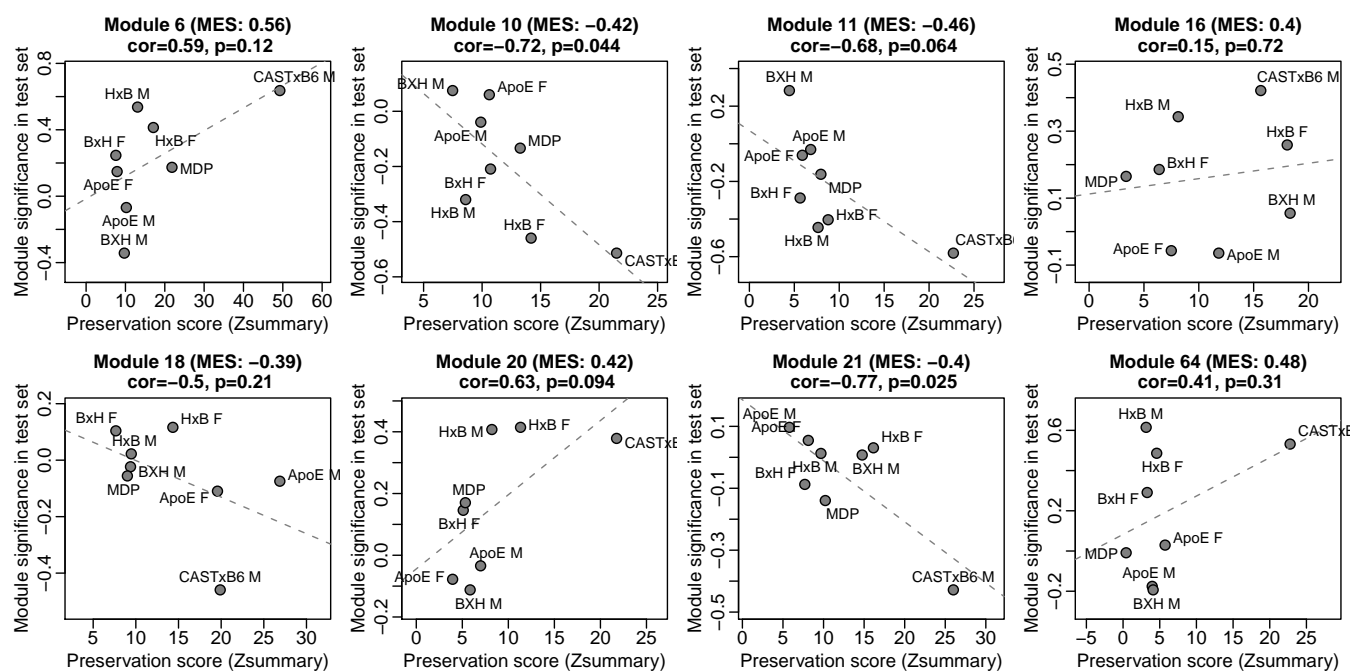 Module 6 (MES: 0.56)
cor=0.59, p=0.12
Module significance in test set
0.8
0.4
0.0
−0.4
CASTxB6 M
HxB M
HxB F
BxH F
MDP
ApoE F
ApoE M
BXH M
0 10 20 30 40 50 60
Preservation score (Zsummary)
Module 10 (MES: −0.42)
cor=−0.72, p=0.044
Module significance in test set
0.0
−0.2
−0.4
−0.6
BXH M
ApoE F
ApoE M
MDP
BxH F
HxB M
HxB F
CASTxE
5 10 15 20 25
Preservation score (Zsummary)
Module 11 (MES: −0.46)
cor=−0.68, p=0.064
Module significance in test set
0.2
−0.2
−0.6
BXH M
ApoE M
ApoE F
MDP
BxH F
HxB F
HxB M
CASTxB6
0 5 10 15 20 25
Preservation score (Zsummary)
Module 16 (MES: 0.4)
cor=0.15, p=0.72
Module significance in test set
0.5
0.3
0.1
−0.1
CASTxB6 M
HxB M
HxB F
BxH F
MDP
BXH M
ApoE F
ApoE M
0 5 10 15 20
Preservation score (Zsummary)
Module 18 (MES: −0.39)
cor=−0.5, p=0.21
Module significance in test set
0.2
0.0
−0.2
−0.4
BxH F
HxB F
HxB M
BXH M
MDP
ApoE M
ApoE F
CASTxB6 M
5 10 15 20 25 30
Preservation score (Zsummary)
Module 20 (MES: 0.42)
cor=0.63, p=0.094
Module significance in test set
0.4
0.2
0.0
−0.2
HxB M
HxB F
CASTxE
MDP
BxH F
ApoE M
ApoE F
BXH M
0 5 10 15 20 25
Preservation score (Zsummary)
Module 21 (MES: −0.4)
cor=−0.77, p=0.025
Module significance in test set
0.1
−0.1
−0.3
−0.5
ApoE M
ApoE F
HxB F
HxB M
BXH M
BxH F
MDP
CASTxB6 M
0 5 10 15 20 25 30
Preservation score (Zsummary)
Module 64 (MES: 0.48)
cor=0.41, p=0.31
Module significance in test set
0.6
0.2
−0.2
HxB M
CASTxE
HxB F
BxH F
ApoE F
MDP
ApoE M
BXH M
−5 0 5 10 15 20 25
Preservation score (Zsummary)